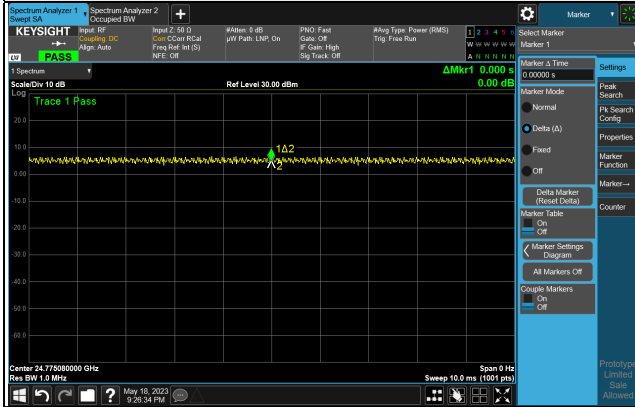 Spectrum Analyzer 1
Swept SA
Spectrum Analyzer 2
Occupied BW
Marker
KEYSIGHT
Input: RF
Coupling: DC
Align: Auto
Input Z: 50 Ω
Corr CCorr RCal
Freq Ref: Int (S)
NFE: Off
#Atten: 0 dB
µW Path: LNP, On
PNO: Fast
Gate: Off
IF Gain: High
Sig Track: Off
#Avg Type: Power (RMS)
Trig: Free Run
1 2 3 4 5 6
W W W W W W
A N N N N N
LXI
PASS
Select Marker
Marker 1
1 Spectrum
Scale/Div 10 dB
Ref Level 30.00 dBm
ΔMkr1 0.000 s
0.00 dB
Log
Trace 1 Pass
20.0
10.0
0.00
-10.0
-20.0
-30.0
-40.0
-50.0
-60.0
1Δ2
2
Center 24.775080000 GHz
Res BW 1.0 MHz
Span 0 Hz
Sweep 10.0 ms (1001 pts)
Marker Δ Time
0.00000 s
Marker Mode
Normal
Delta (Δ)
Fixed
Off
Delta Marker
(Reset Delta)
Marker Table
On
Off
Marker Settings
Diagram
All Markers Off
Couple Markers
On
Off
Settings
Peak
Search
Pk Search
Config
Properties
Marker
Function
Marker→
Counter
Prototype
Limited
Sale
Allowed
May 18, 2023
9:26:34 PM